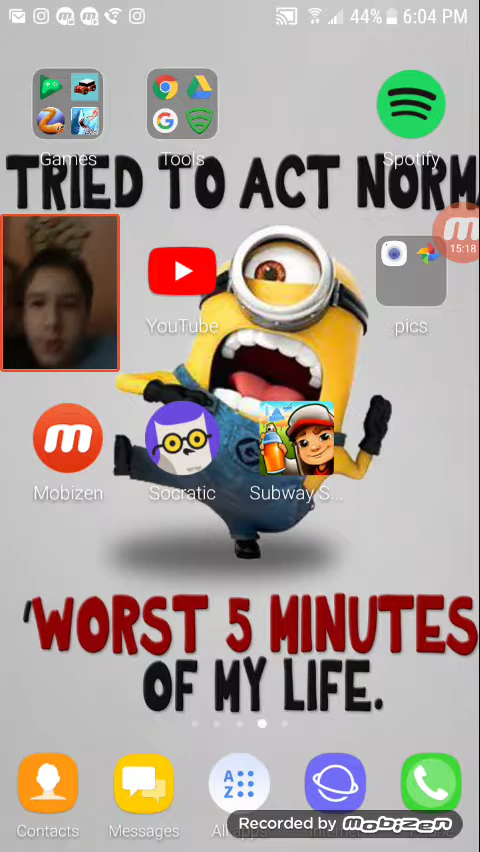 44% 6:04 PM
Games
Tools
Spotify
TRIED TO ACT NORM
15:18
YouTube
pics
m
Mobizen
Socratic
Subway S...
'WORST 5 MINUTES
OF MY LIFE.
A
Z
Contacts
Messages
All apps
Internet
Recorded by MOBIZEN